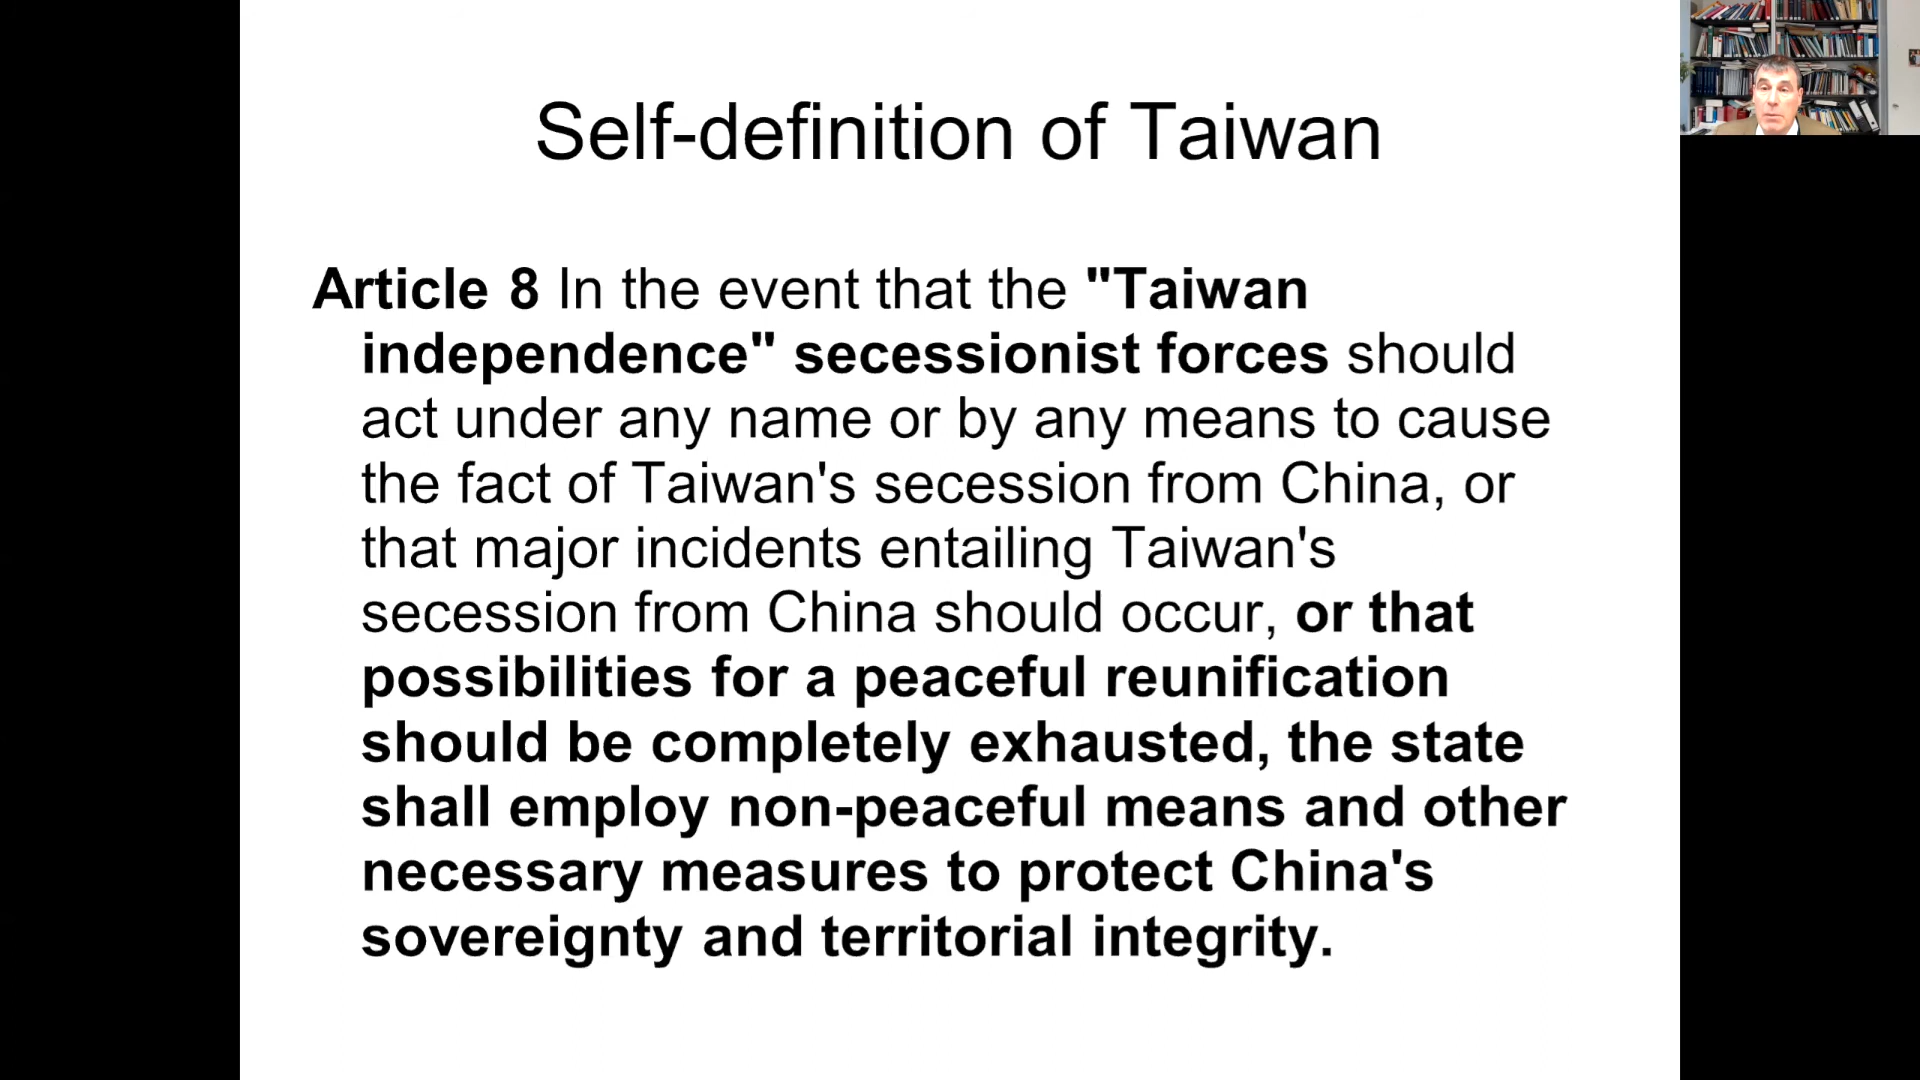 Self-definition of Taiwan
Article 8 In the event that the "Taiwan
independence" secessionist forces should
act under any name or by any means to cause
the fact of Taiwan's secession from China, or
that major incidents entailing Taiwan's
secession from China should occur, or that
possibilities for a peaceful reunification
should be completely exhausted, the state
shall employ non-peaceful means and other
necessary measures to protect China's
sovereignty and territorial integrity.